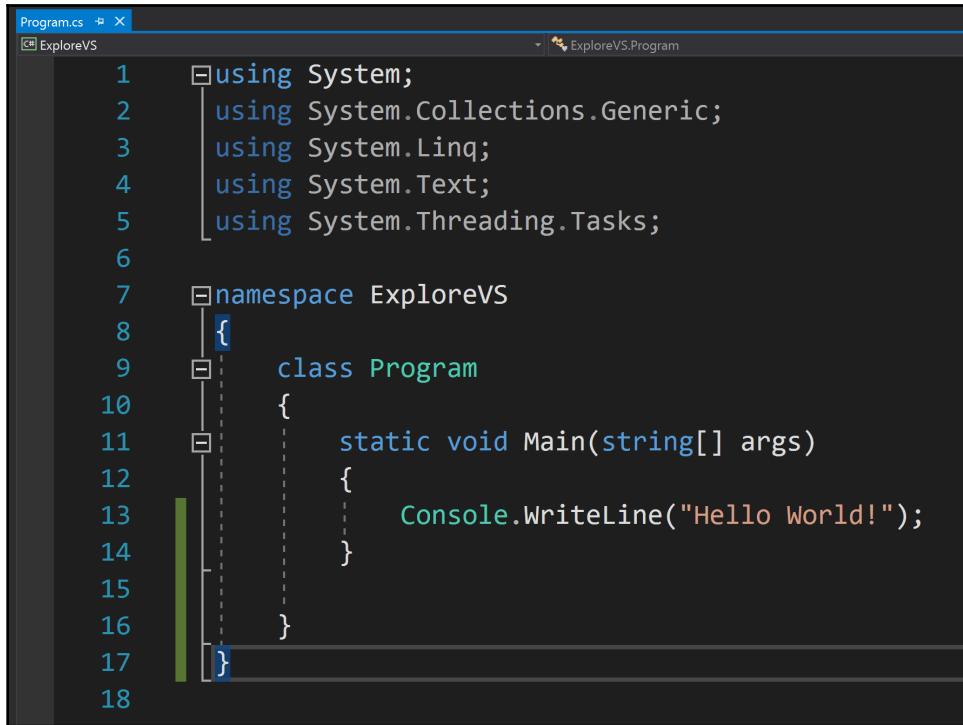 Program.cs
C# ExploreVS ExploreVS.Program
1 using System;
2 using System.Collections.Generic;
3 using System.Linq;
4 using System.Text;
5 using System.Threading.Tasks;
6
7 namespace ExploreVS
8 {
9     class Program
10     {
11         static void Main(string[] args)
12         {
13             Console.WriteLine("Hello World!");
14         }
15
16     }
17 }
18